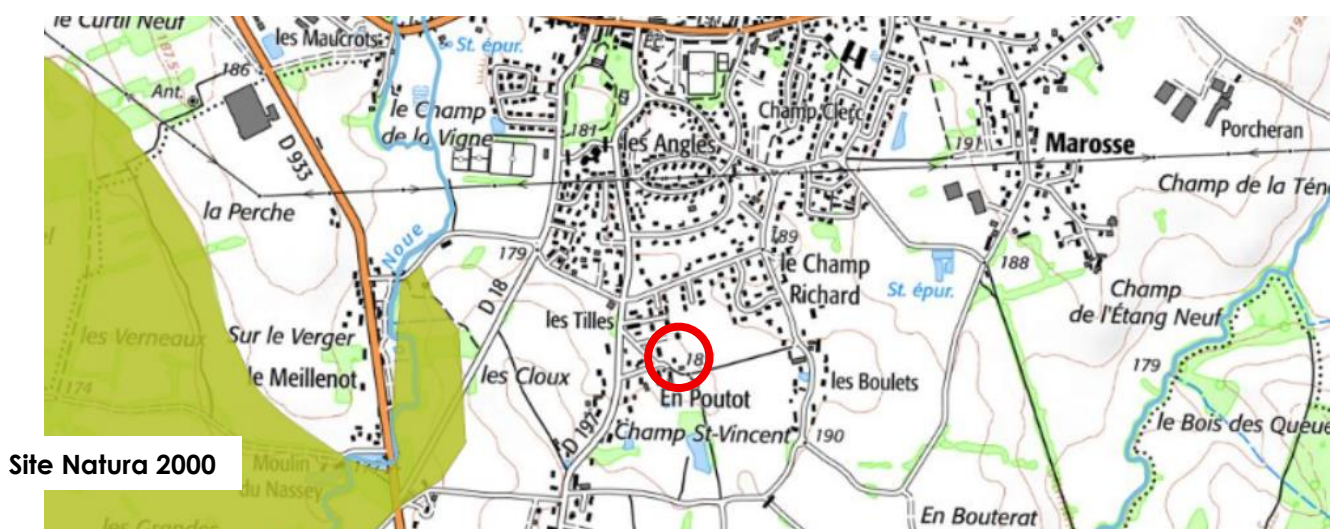 le Curtil Neuf
les Maucrots
St. épur.
187.5
186
Ant.
le Champ
de la Vigne
181
D 933
les Angles
Champ Clerc
191
Marosse
Porcheran
Champ de la Tén
la Perche
Noue
179
D 18
189
le Champ
Richard
St. épur.
188
Champ
de l'Étang Neuf
179
les Verneaux
Sur le Verger
les Tilles
174
le Meillenot
les Cloux
18
En Poutot
les Boulets
D 197
Champ St-Vincent
190
le Bois des Queue
Site Natura 2000
Moulin
du Nassey
les Grandes
En Bouterat